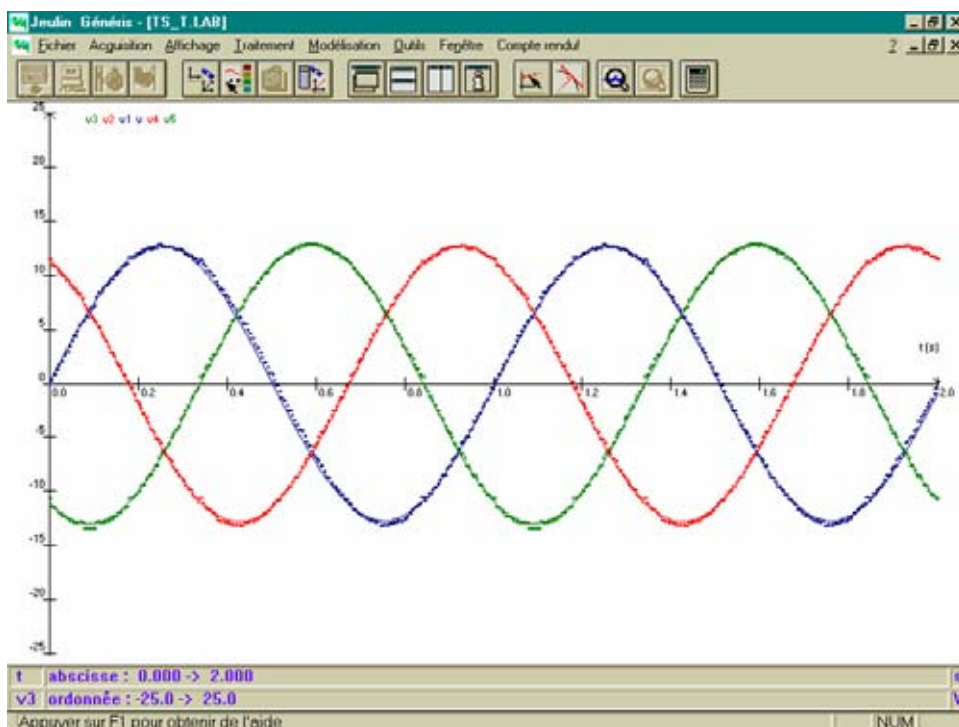 Jeulin Généris - [TS_T.LAB]
Fichier Acquisition Affichage Traitement Modélisation Outils Fenêtre Compte rendu ?
25
v3 v2 v1 v v4 v5
20
15
10
5
t [s]
0
0.0 0.2 0.4 0.6 0.8 1.0 1.2 1.4 1.6 1.8 2.0
-5
-10
-15
-20
-25
t abscisse : 0.000 -> 2.000
v3 ordonnée : -25.0 -> 25.0
Appuyer sur F1 pour obtenir de l'aide NUM